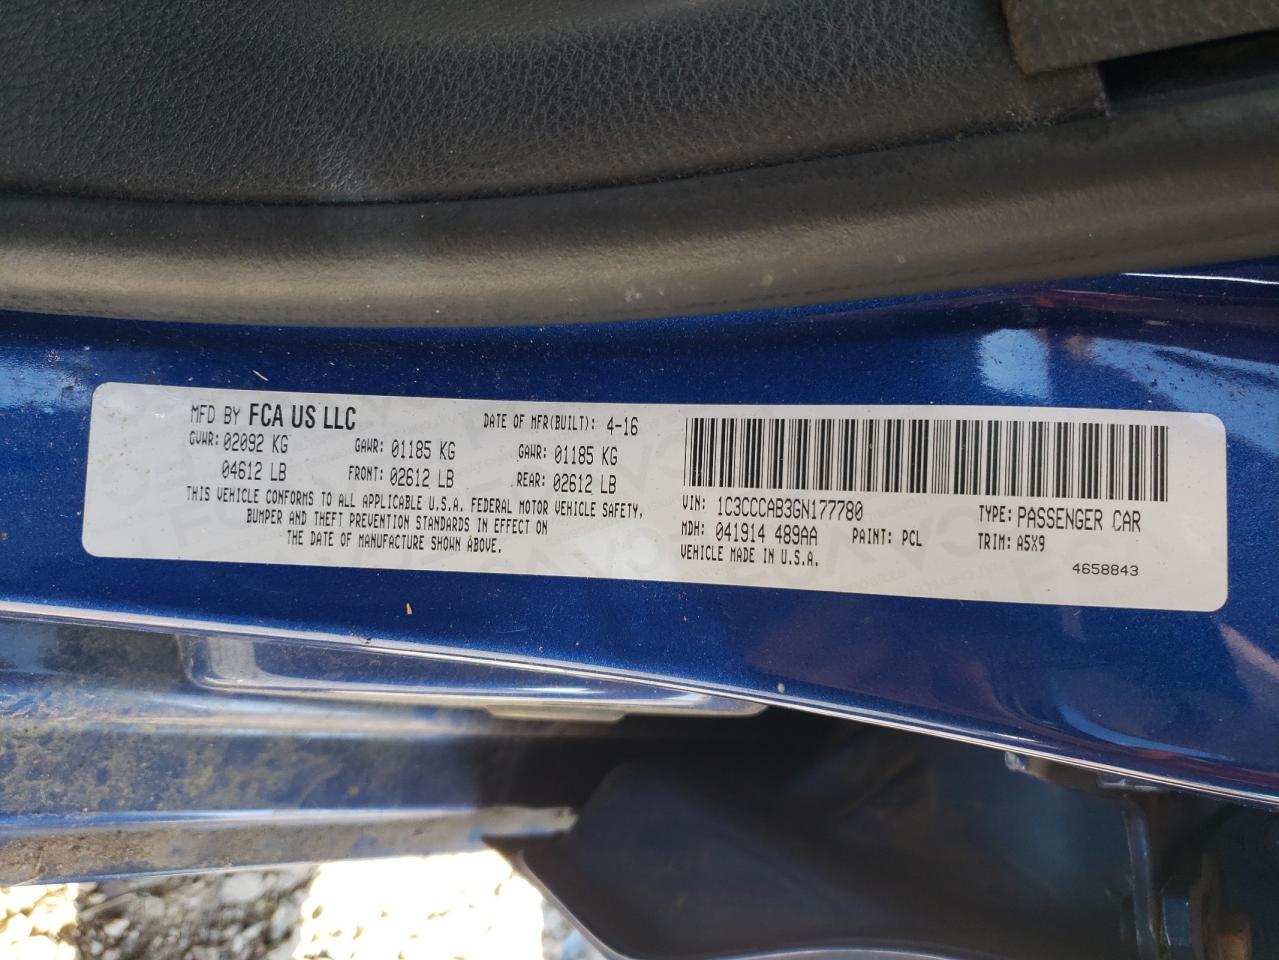 MFD BY FCA US LLC DATE OF MFR(BUILT): 4-16
GVWR: 02092 KG GAWR: 01185 KG GAWR: 01185 KG
04612 LB FRONT: 02612 LB REAR: 02612 LB
THIS VEHICLE CONFORMS TO ALL APPLICABLE U.S.A. FEDERAL MOTOR VEHICLE SAFETY,
BUMPER AND THEFT PREVENTION STANDARDS IN EFFECT ON
THE DATE OF MANUFACTURE SHOWN ABOVE.
VIN: 1C3CCCAB3GN177780 TYPE: PASSENGER CAR
MDH: 041914 489AA PAINT: PCL TRIM: A5X9
VEHICLE MADE IN U.S.A.
4658843